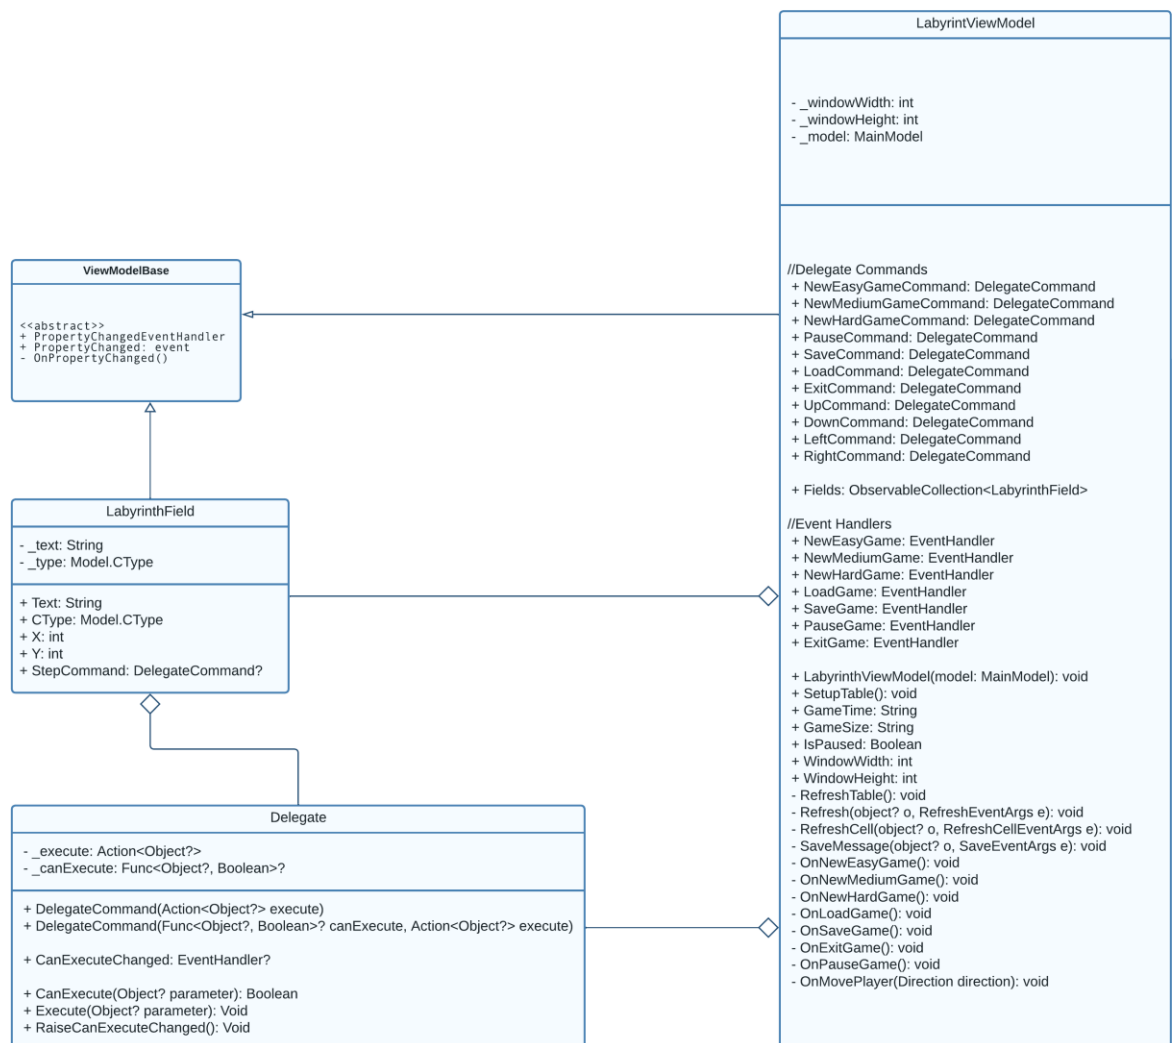 LabyrintViewModel
- _windowWidth: int
- _windowHeight: int
- _model: MainModel
//Delegate Commands
+ NewEasyGameCommand: DelegateCommand
+ NewMediumGameCommand: DelegateCommand
+ NewHardGameCommand: DelegateCommand
+ PauseCommand: DelegateCommand
+ SaveCommand: DelegateCommand
+ LoadCommand: DelegateCommand
+ ExitCommand: DelegateCommand
+ UpCommand: DelegateCommand
+ DownCommand: DelegateCommand
+ LeftCommand: DelegateCommand
+ RightCommand: DelegateCommand
+ Fields: ObservableCollection<LabyrinthField>
//Event Handlers
+ NewEasyGame: EventHandler
+ NewMediumGame: EventHandler
+ NewHardGame: EventHandler
+ LoadGame: EventHandler
+ SaveGame: EventHandler
+ PauseGame: EventHandler
+ ExitGame: EventHandler
+ LabyrinthViewModel(model: MainModel): void
+ SetupTable(): void
+ GameTime: String
+ GameSize: String
+ IsPaused: Boolean
+ WindowWidth: int
+ WindowHeight: int
- RefreshTable(): void
- Refresh(object? o, RefreshEventArgs e): void
- RefreshCell(object? o, RefreshCellEventArgs e): void
- SaveMessage(object? o, SaveEventArgs e): void
- OnNewEasyGame(): void
- OnNewMediumGame(): void
- OnNewHardGame(): void
- OnLoadGame(): void
- OnSaveGame(): void
- OnExitGame(): void
- OnPauseGame(): void
- OnMovePlayer(Direction direction): void
ViewModelBase
<<abstract>>
+ PropertyChangedEventHandler
+ PropertyChanged: event
- OnPropertyChanged()
LabyrinthField
- _text: String
- _type: Model.CType
+ Text: String
+ CType: Model.CType
+ X: int
+ Y: int
+ StepCommand: DelegateCommand?
Delegate
- _execute: Action<Object?>
- _canExecute: Func<Object?, Boolean>?
+ DelegateCommand(Action<Object?> execute)
+ DelegateCommand(Func<Object?, Boolean>? canExecute, Action<Object?> execute)
+ CanExecuteChanged: EventHandler?
+ CanExecute(Object? parameter): Boolean
+ Execute(Object? parameter): Void
+ RaiseCanExecuteChanged(): Void